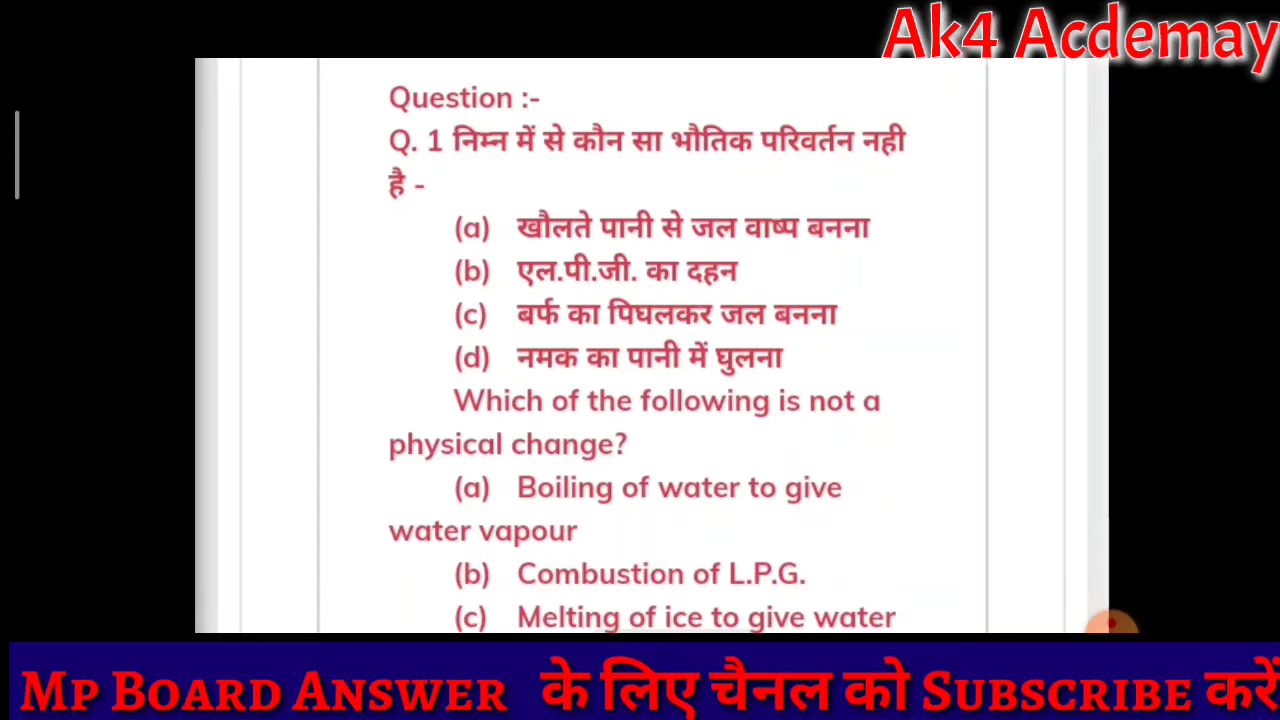 Ak4 Acdemay
Question :-
Q. 1 निम्न में से कौन सा भौतिक परिवर्तन नही
है -
(a) खौलते पानी से जल वाष्प बनना
(b) एल.पी.जी. का दहन
(c) बर्फ का पिघलकर जल बनना
(d) नमक का पानी में घुलना
Which of the following is not a
physical change?
(a) Boiling of water to give
water vapour
(b) Combustion of L.P.G.
(c) Melting of ice to give water
Mp Board Answer के लिए चैनल को Subscribe करें